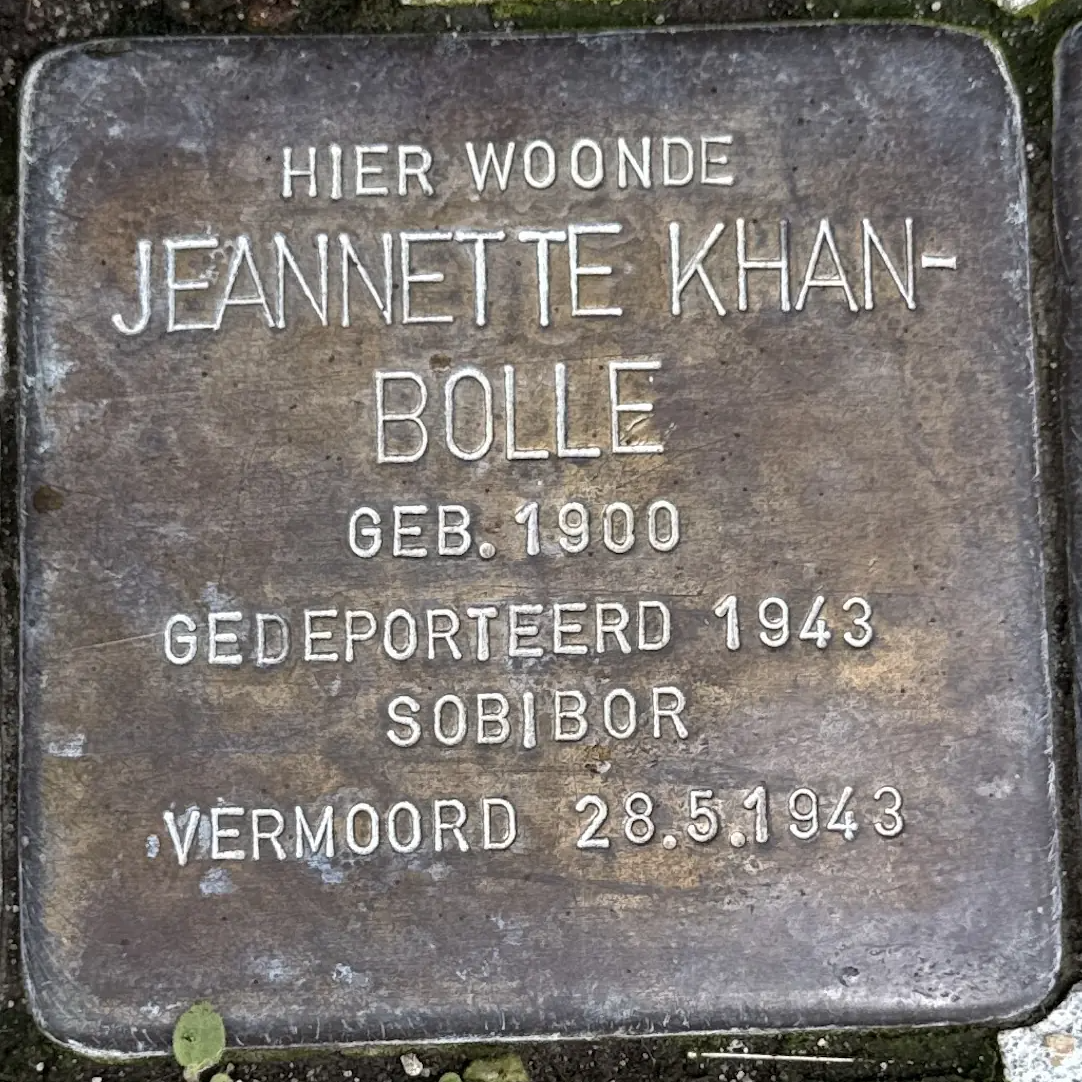 HIER WOONDE
JEANNETTE KHAN-
BOLLE
GEB. 1900
GEDEPORTEERD 1943
SOBIBOR
VERMOORD 28.5.1943